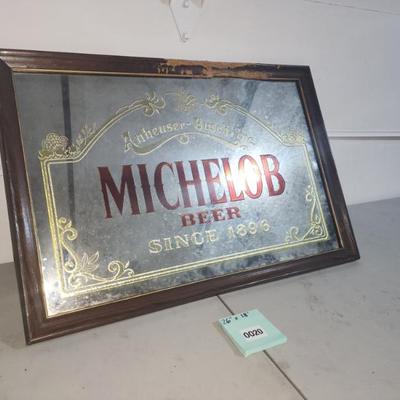 Anheuser-Busch, Inc.
MICHELOB
BEER
SINCE 1896
26" x 18"
0020